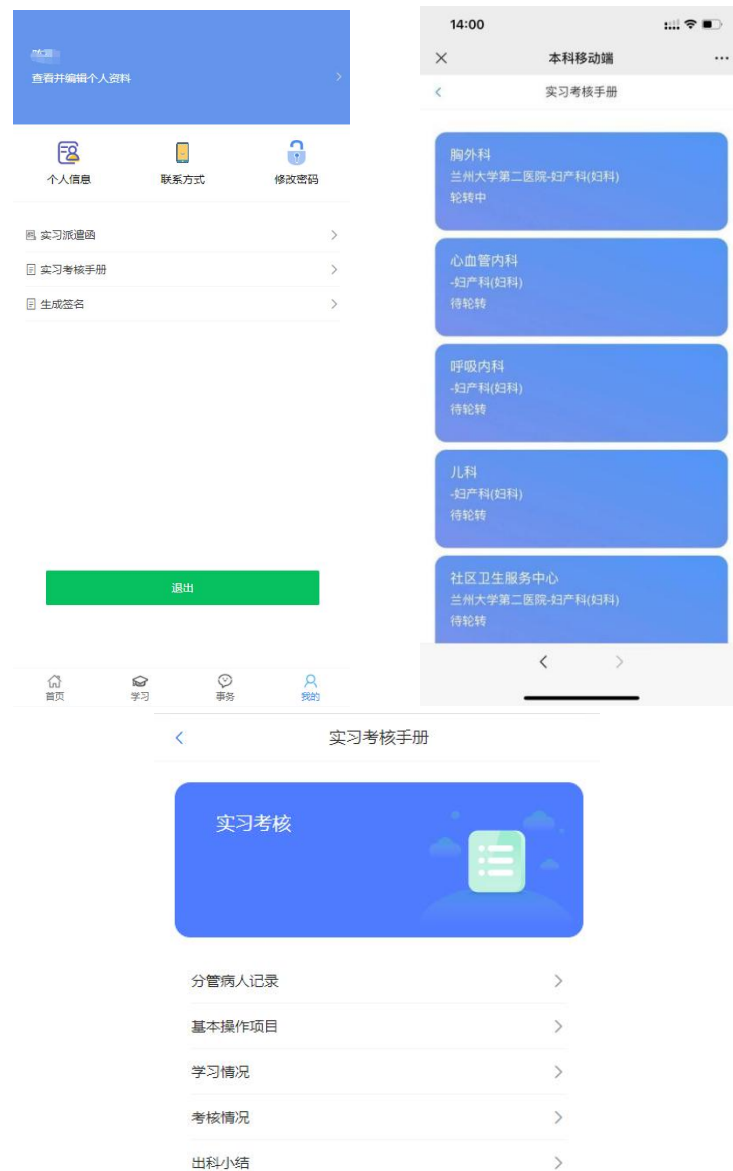 查看并编辑个人资料
个人信息
联系方式
修改密码
实习派遣函
实习考核手册
生成签名
退出
首页
学习
事务
我的
14:00
本科移动端
实习考核手册
胸外科
兰州大学第二医院-妇产科(妇科)
轮转中
心血管内科
-妇产科(妇科)
待轮转
呼吸内科
-妇产科(妇科)
待轮转
儿科
-妇产科(妇科)
待轮转
社区卫生服务中心
兰州大学第二医院-妇产科(妇科)
待轮转
实习考核手册
实习考核
分管病人记录
基本操作项目
学习情况
考核情况
出科小结